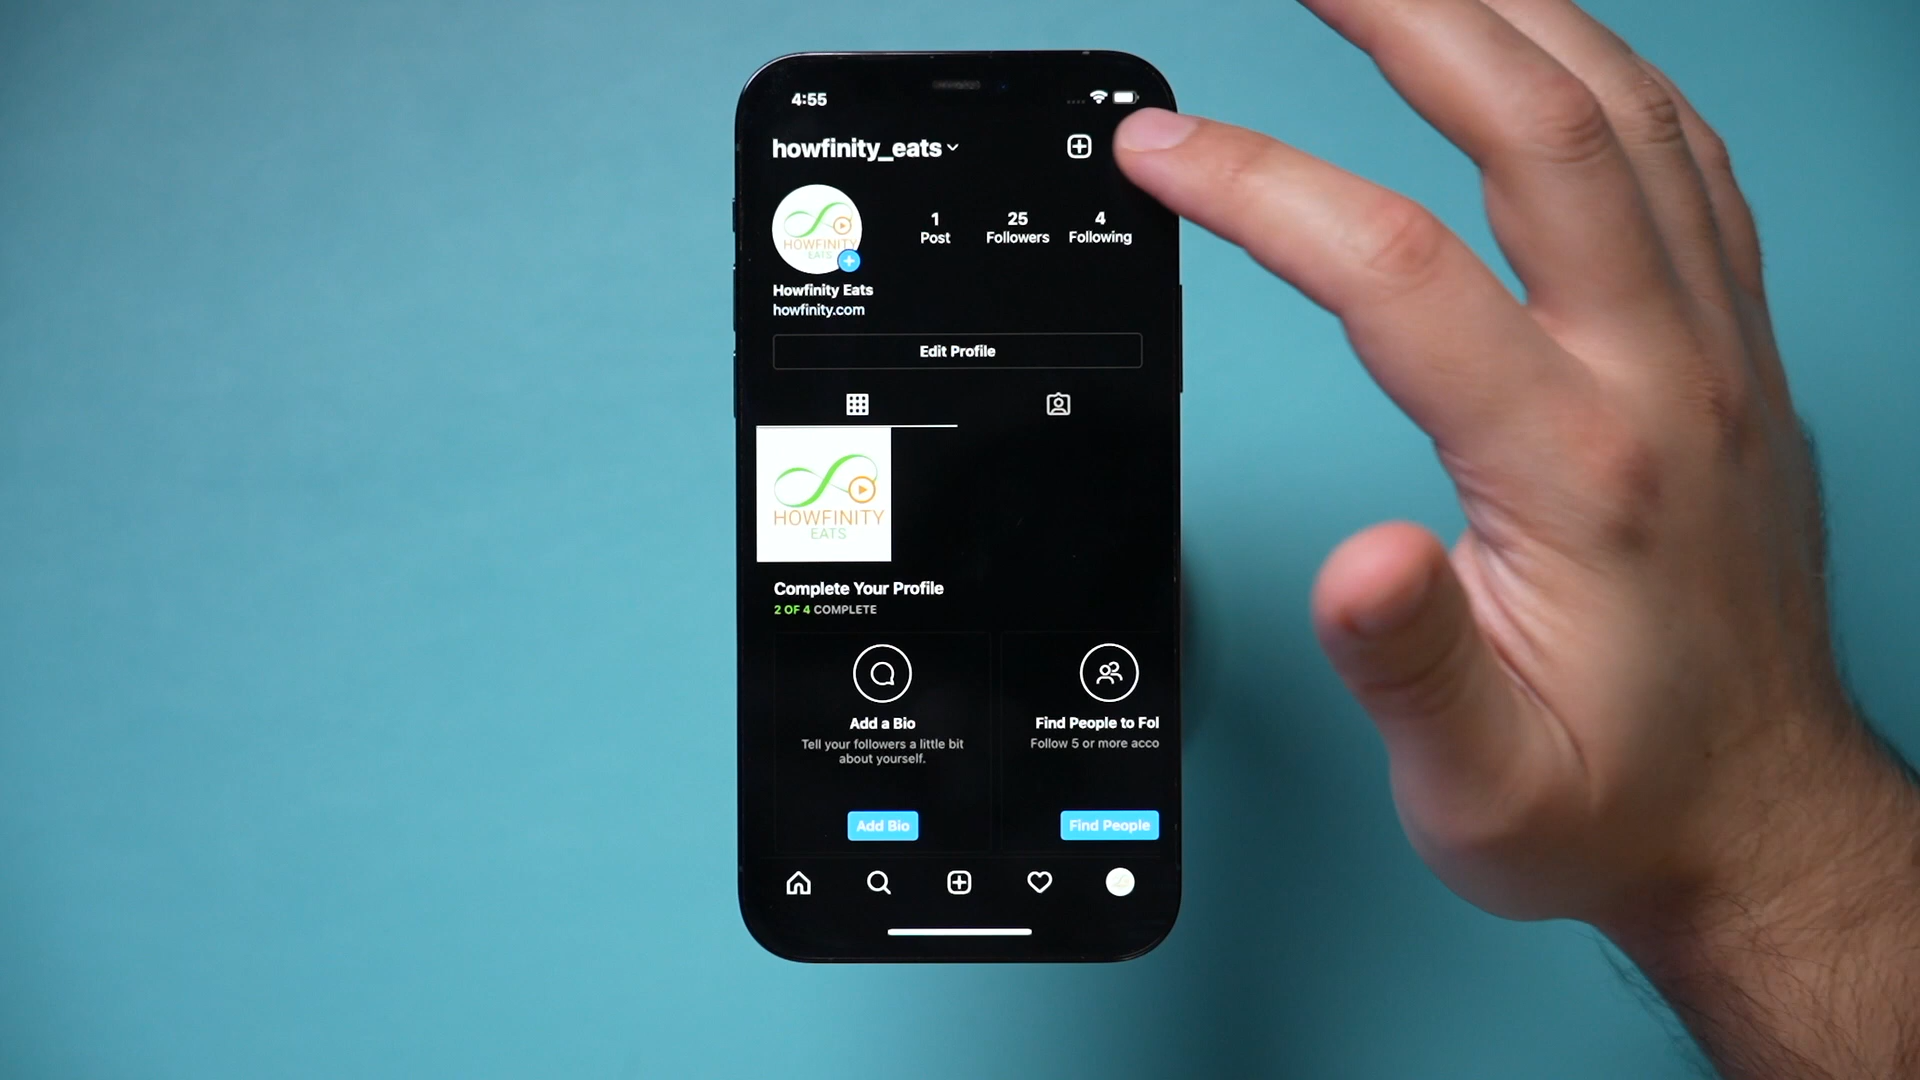 4:55
howfinity_eats
1
Post
25
Followers
4
Following
HOWFINITY
EATS
Howfinity Eats
howfinity.com
Edit Profile
HOWFINITY
EATS
Complete Your Profile
2 OF 4 COMPLETE
Add a Bio
Tell your followers a little bit
about yourself.
Add Bio
Find People to Fol
Follow 5 or more acco
Find People